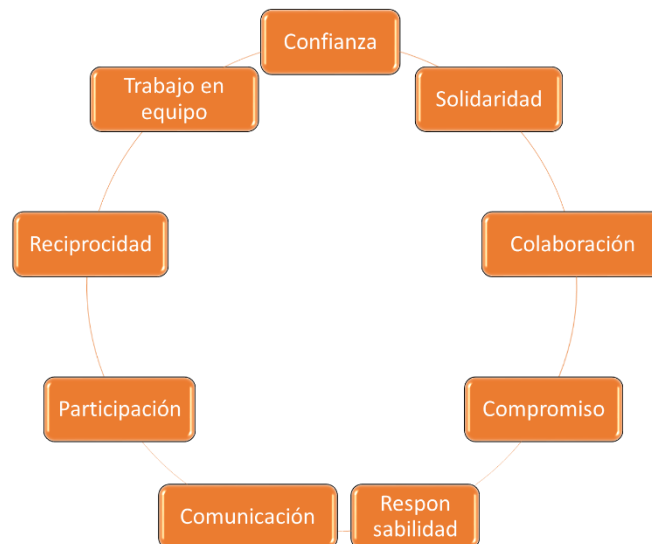 Confianza
Solidaridad
Colaboración
Compromiso
Respon
sabilidad
Comunicación
Participación
Reciprocidad
Trabajo en
equipo